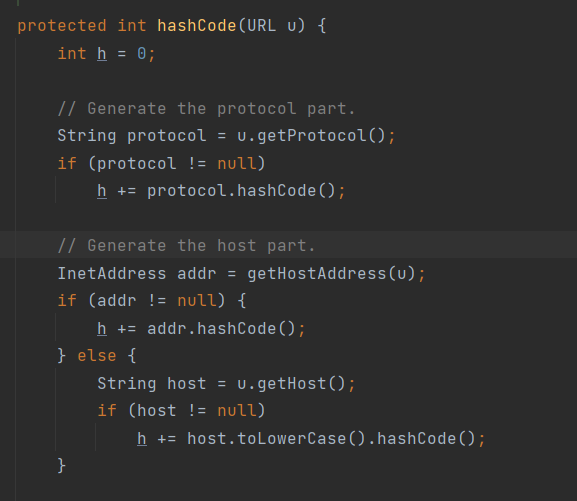 protected int hashCode(URL u) {
    int h = 0;

    // Generate the protocol part.
    String protocol = u.getProtocol();
    if (protocol != null)
        h += protocol.hashCode();

    // Generate the host part.
    InetAddress addr = getHostAddress(u);
    if (addr != null) {
        h += addr.hashCode();
    } else {
        String host = u.getHost();
        if (host != null)
            h += host.toLowerCase().hashCode();
    }